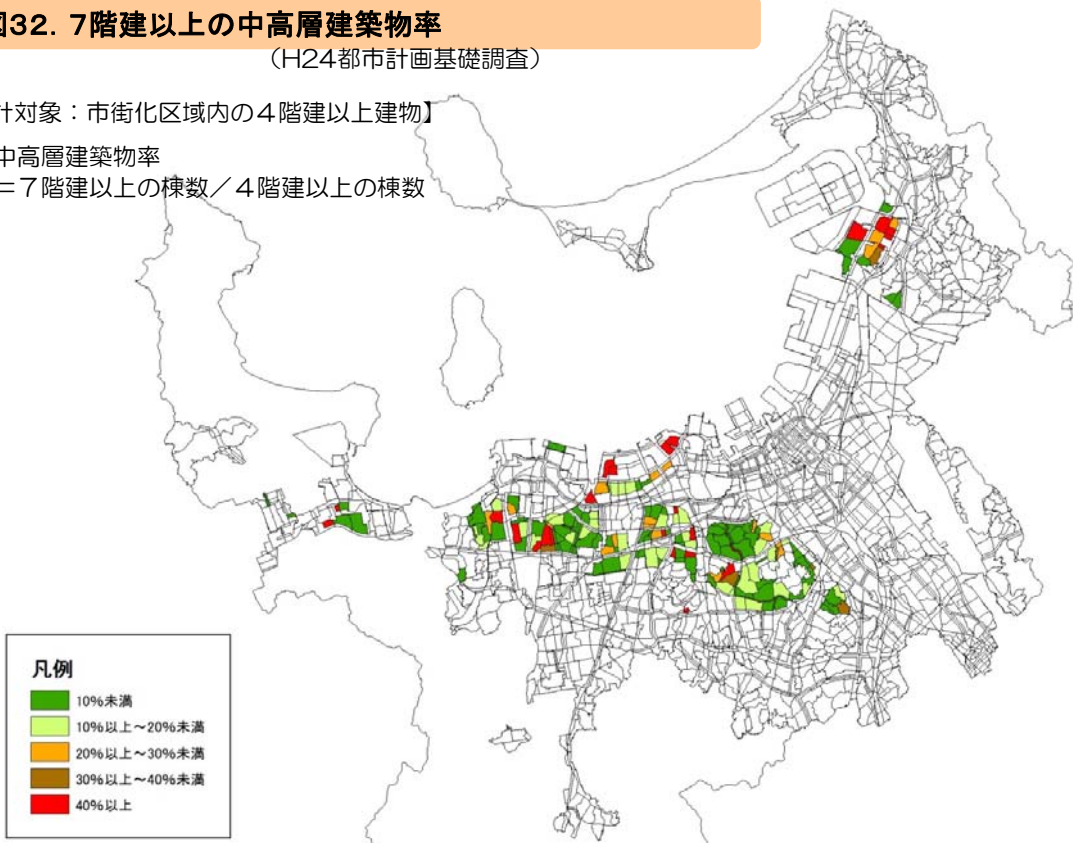 図32．7階建以上の中高層建築物率
（H24都市計画基礎調査）
計対象：市街化区域内の４階建以上建物】
中高層建築物率
＝７階建以上の棟数／４階建以上の棟数
凡例
10%未満
10%以上～20%未満
20%以上～30%未満
30%以上～40%未満
40%以上